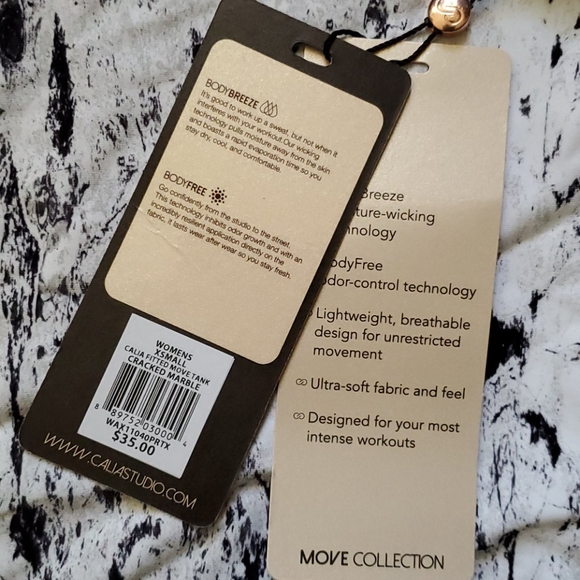 BODYBREEZE
It's good to work up a sweat, but not when it
interferes with your workout.Our wicking
technology pulls moisture away from the skin
and boasts a rapid evaporation time so you
stay dry, cool, and comfortable.
BODYFREE
Go confidently from the studio to the street.
This technology inhibits odor growth and with an
incredibly resilient application directly on the
fabric, it lasts wear after wear so you stay fresh.
WOMENS
XSMALL
CALIA FITTED MOVE TANK
CRACKED MARBLE
8 89752 03000 4
WAX11040PRTX
$35.00
WWW.CALIASTUDIO.COM
Breeze
ture-wicking
nology
odyFree
odor-control technology
Lightweight, breathable
design for unrestricted
movement
Ultra-soft fabric and feel
Designed for your most
intense workouts
MOVE COLLECTION